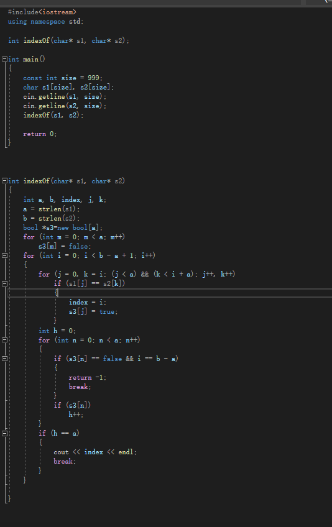 #include<iostream>
using namespace std;
int indexOf(char* s1, char* s2);
int main()
{
const int size = 999;
char s1[size], s2[size];
cin.getline(s1, size);
cin.getline(s2, size);
indexOf(s1, s2);
return 0;
}
int indexOf(char* s1, char* s2)
{
int a, b, index, j, k;
a = strlen(s1);
b = strlen(s2);
bool *s3=new bool[a];
for (int m = 0; m < a; m++)
s3[m] = false;
for (int i = 0; i < b - a + 1; i++)
{
for (j = 0, k = i; (j < a) && (k < i + a); j++, k++)
if (s1[j] == s2[k])
{
index = i;
s3[j] = true;
}
int h = 0;
for (int n = 0; n < a; n++)
{
if (s3[n] == false && i == b - a)
{
return -1;
break;
}
if (s3[n])
h++;
}
if (h == a)
{
cout << index << endl;
break;
}
}
}